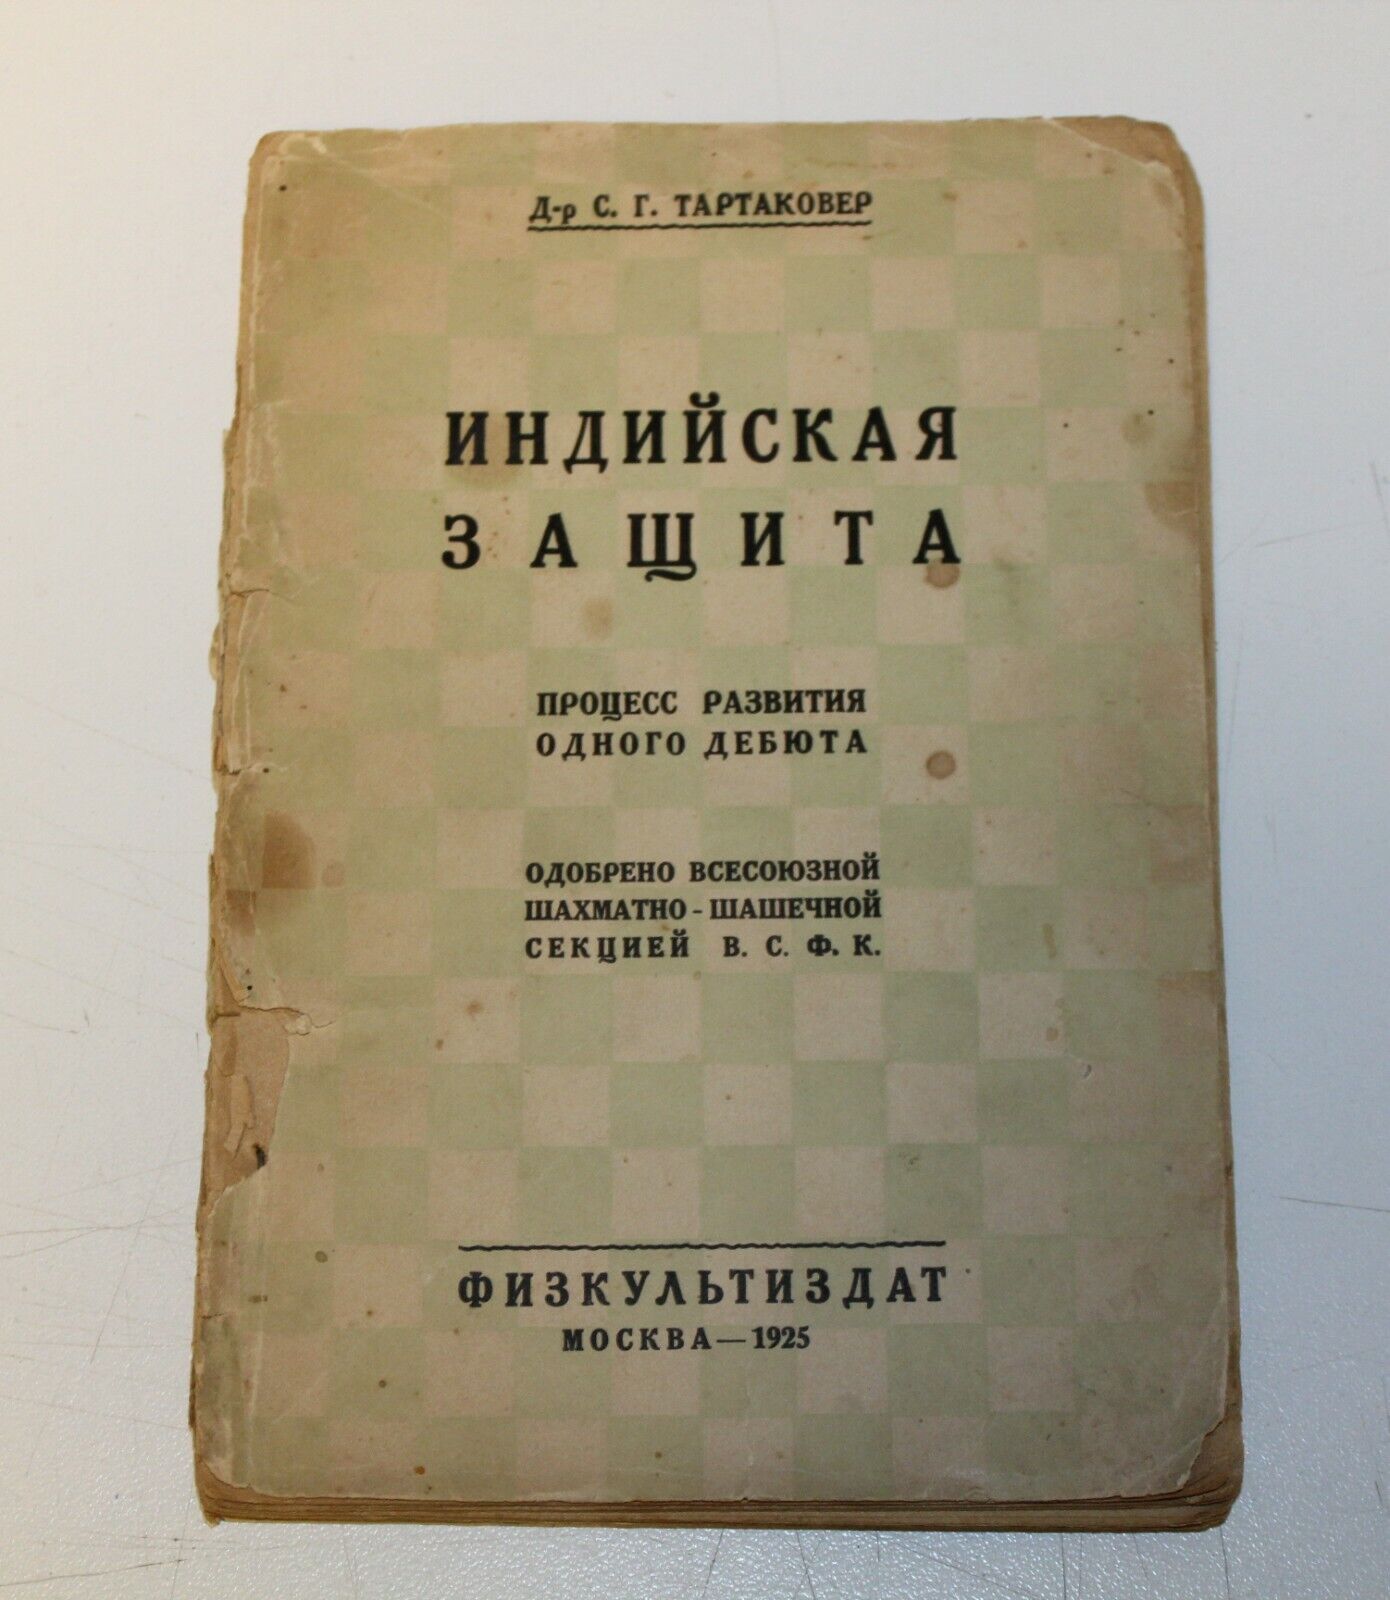 Д-р С. Г. ТАРТАКОВЕР
ИНДИЙСКАЯ
ЗАЩИТА
ПРОЦЕСС РАЗВИТИЯ
ОДНОГО ДЕБЮТА
ОДОБРЕНО ВСЕСОЮЗНОЙ
ШАХМАТНО-ШАШЕЧНОЙ
СЕКЦИЕЙ В. С. Ф. К.
ФИЗКУЛЬТИЗДАТ
МОСКВА—1925